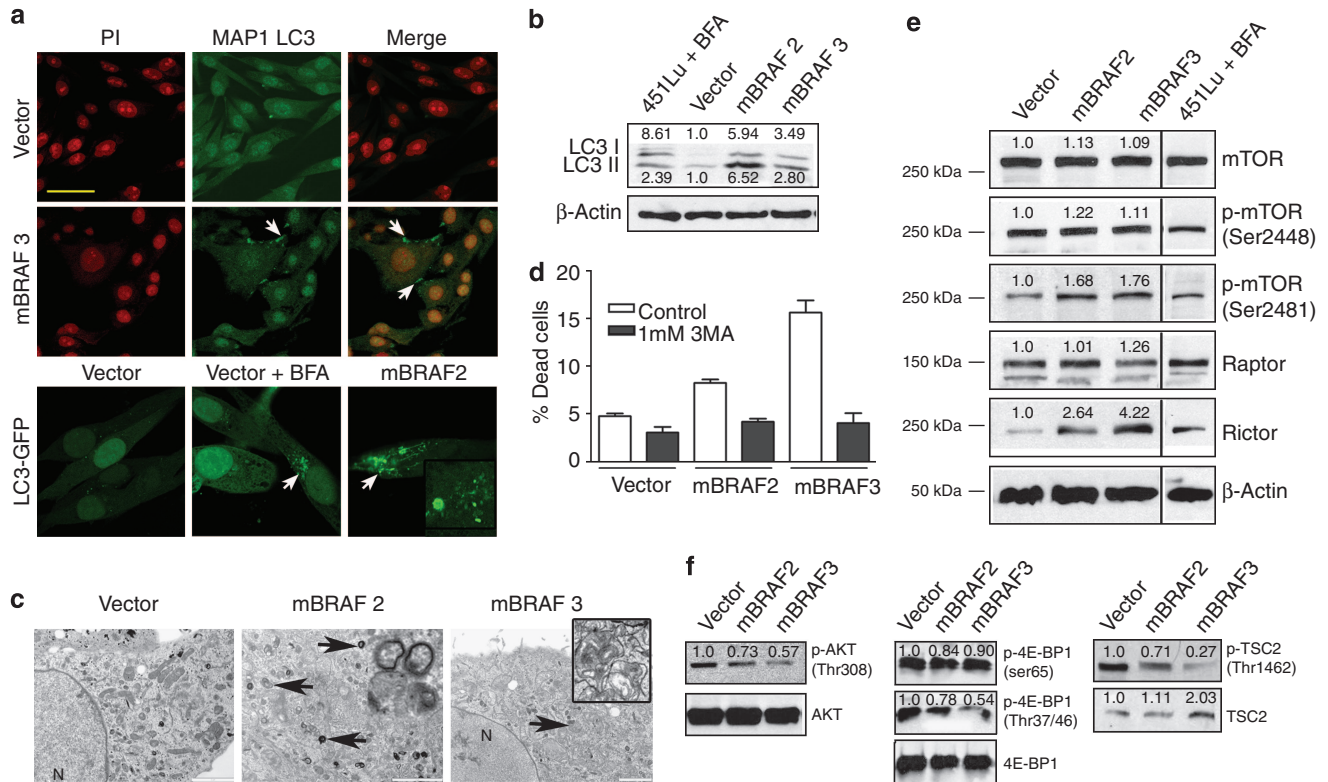 a
PI MAP1 LC3 Merge
Vector
mBRAF 3
Vector Vector + BFA mBRAF2
LC3-GFP
b
451Lu + BFA Vector mBRAF 2 mBRAF 3
8.61 1.0 5.94 3.49
LC3 I
LC3 II
2.39 1.0 6.52 2.80
β-Actin
c
Vector mBRAF 2 mBRAF 3
N N
d
% Dead cells
20
15
10
5
0
Control
1mM 3MA
Vector mBRAF2 mBRAF3
e
Vector mBRAF2 mBRAF3 451Lu + BFA
1.0 1.13 1.09
250 kDa mTOR
1.0 1.22 1.11
250 kDa p-mTOR
(Ser2448)
1.0 1.68 1.76
250 kDa p-mTOR
(Ser2481)
1.0 1.01 1.26
150 kDa Raptor
1.0 2.64 4.22
250 kDa Rictor
50 kDa β-Actin
f
Vector mBRAF2 mBRAF3
1.0 0.73 0.57 p-AKT
(Thr308)
AKT
Vector mBRAF2 mBRAF3
1.0 0.84 0.90 p-4E-BP1
(ser65)
1.0 0.78 0.54 p-4E-BP1
(Thr37/46)
4E-BP1
Vector mBRAF2 mBRAF3
1.0 0.71 0.27 p-TSC2
(Thr1462)
1.0 1.11 2.03
TSC2